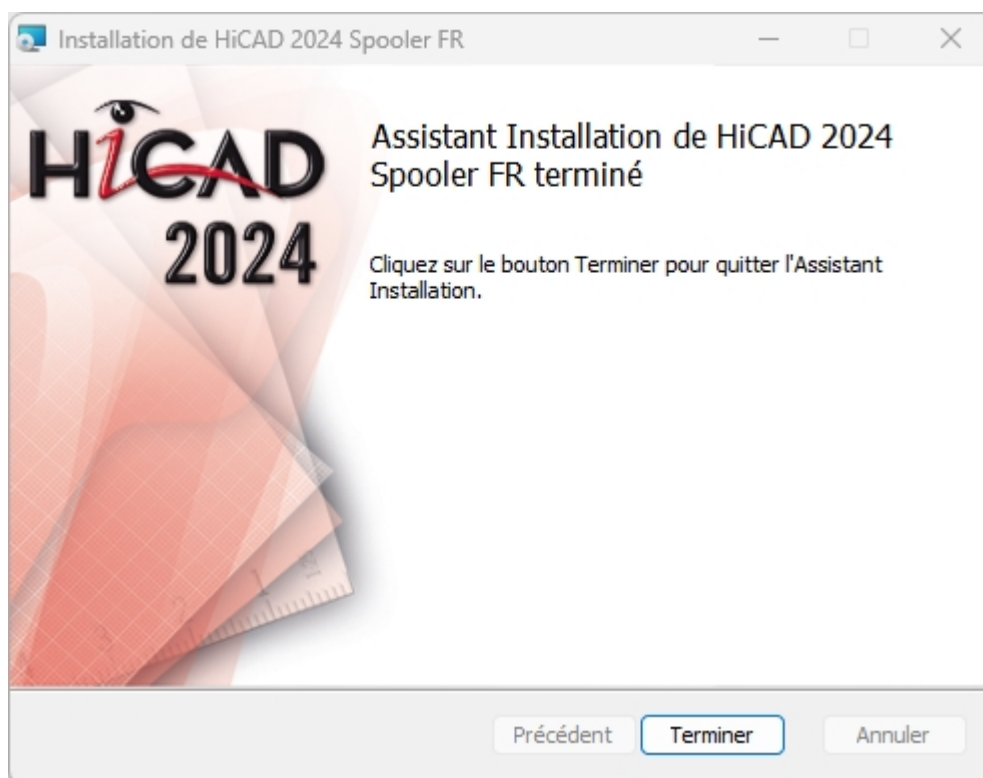 Installation de HiCAD 2024 Spooler FR
HiCAD
2024
Assistant Installation de HiCAD 2024
Spooler FR terminé
Cliquez sur le bouton Terminer pour quitter l'Assistant
Installation.
Précédent
Terminer
Annuler